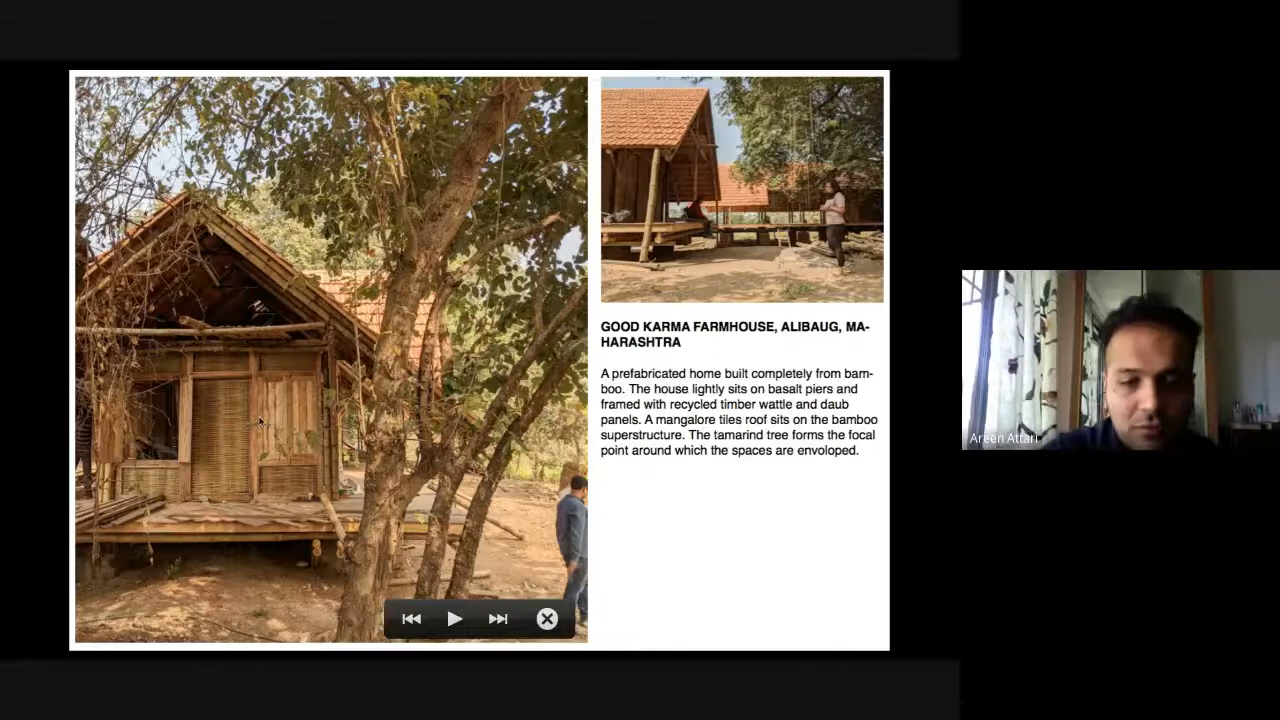 GOOD KARMA FARMHOUSE, ALIBAUG, MA-
HARASHTRA
A prefabricated home built completely from bam-
boo. The house lightly sits on basalt piers and
framed with recycled timber wattle and daub
panels. A mangalore tiles roof sits on the bamboo
superstructure. The tamarind tree forms the focal
point around which the spaces are envoloped.
Areen Attari